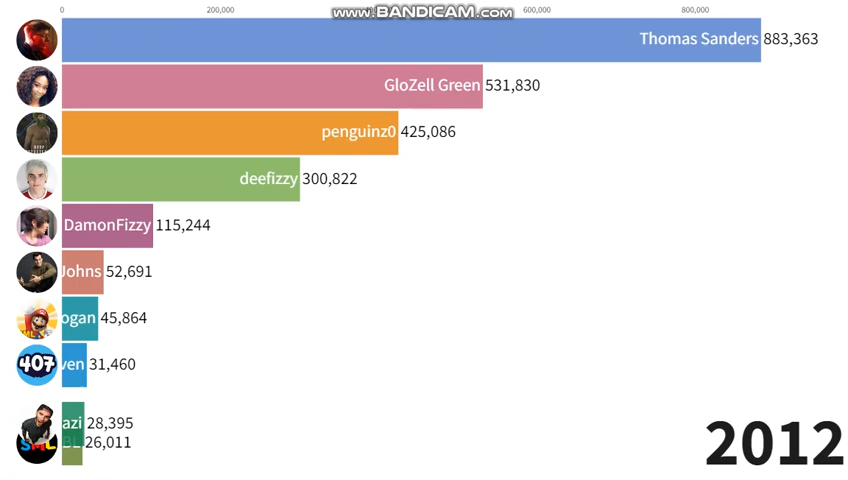 0 200,000 600,000 800,000
www.BANDICAM.com
Thomas Sanders 883,363
GloZell Green 531,830
penguinz0 425,086
deefizzy 300,822
DamonFizzy 115,244
Johns 52,691
ogan 45,864
407 ven 31,460
azi 28,395
SML BL 26,011
2012